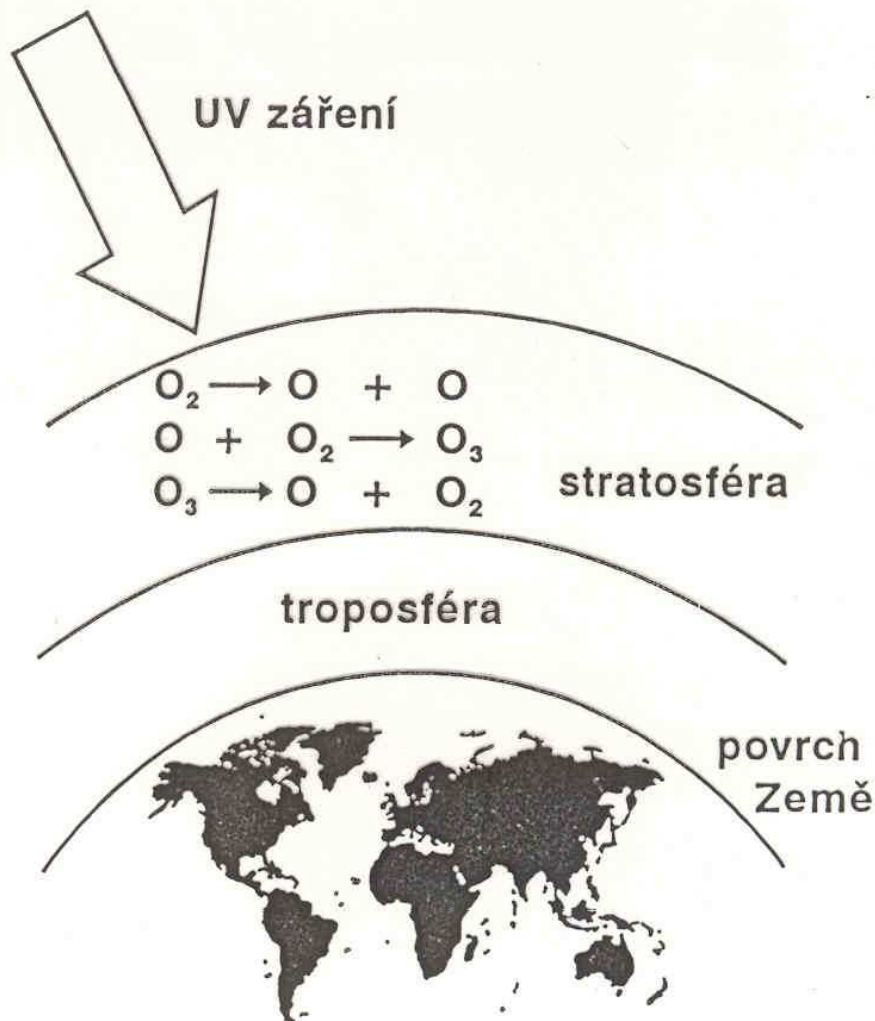 UV záření
O₂ → O + O
O + O₂ → O₃
O₃ → O + O₂
stratosféra
troposféra
povrch
Země